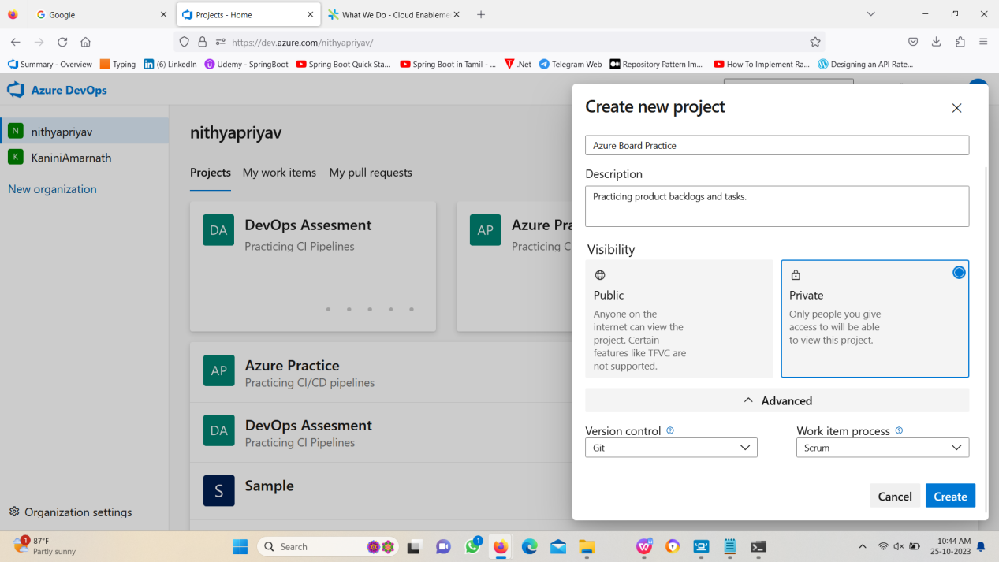 Google
Projects - Home
What We Do - Cloud Enableme
https://dev.azure.com/nithyapriyav/
Summary - Overview
Typing
(6) LinkedIn
Udemy - SpringBoot
Spring Boot Quick Sta...
Spring Boot in Tamil - ...
.Net
Telegram Web
Repository Pattern Im...
How To Implement Ra...
Designing an API Rate...
Azure DevOps
N
nithyapriyav
K
KaniniAmarnath
New organization
Organization settings
nithyapriyav
Projects
My work items
My pull requests
DA
DevOps Assesment
Practicing CI Pipelines
AP
Azure Pra
Practicing C
AP
Azure Practice
Practicing CI/CD pipelines
DA
DevOps Assesment
Practicing CI Pipelines
S
Sample
Create new project
Azure Board Practice
Description
Practicing product backlogs and tasks.
Visibility
Public
Anyone on the
internet can view the
project. Certain
features like TFVC are
not supported.
Private
Only people you give
access to will be able
to view this project.
Advanced
Version control
Git
Work item process
Scrum
Cancel
Create
1
87°F
Partly sunny
Search
1
10:44 AM
25-10-2023